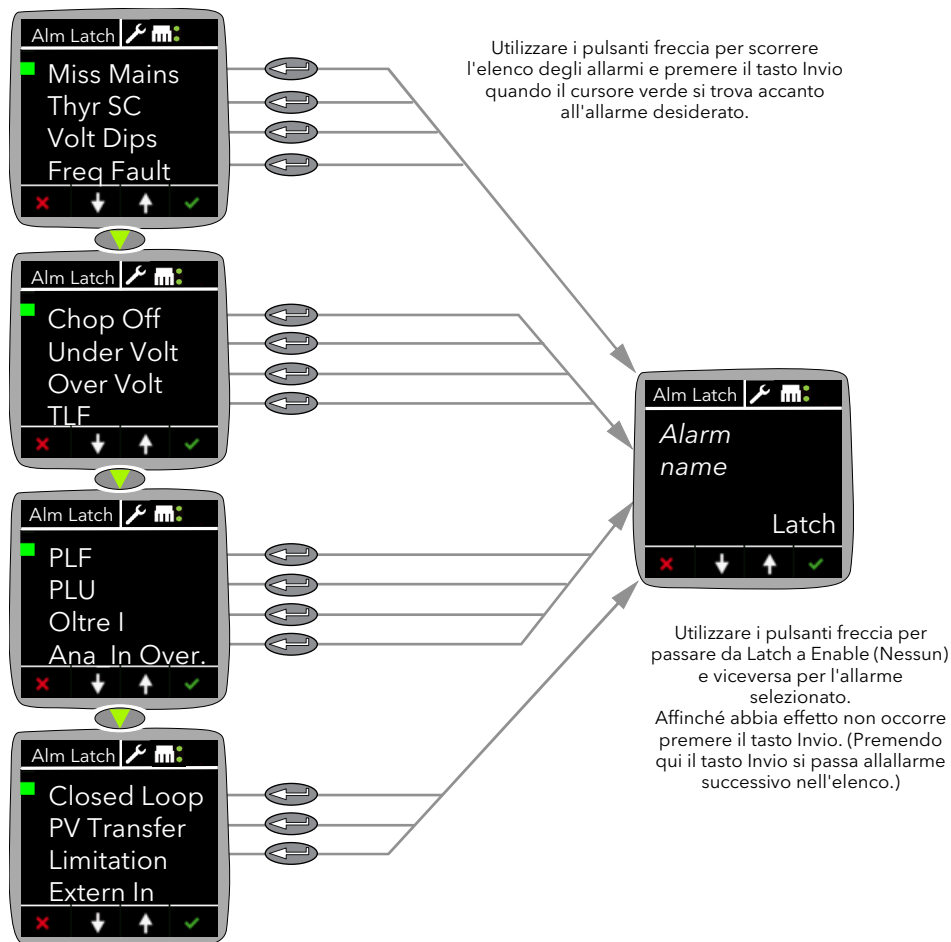 Alm Latch
Miss Mains
Thyr SC
Volt Dips
Freq Fault
Utilizzare i pulsanti freccia per scorrere
l'elenco degli allarmi e premere il tasto Invio
quando il cursore verde si trova accanto
all'allarme desiderato.
Alm Latch
Chop Off
Under Volt
Over Volt
TLF
Alm Latch
Alarm
name
Latch
Alm Latch
PLF
PLU
Oltre I
Ana_In Over.
Utilizzare i pulsanti freccia per
passare da Latch a Enable (Nessun)
e viceversa per l'allarme
selezionato.
Affinché abbia effetto non occorre
premere il tasto Invio. (Premendo
qui il tasto Invio si passa allallarme
successivo nell'elenco.)
Alm Latch
Closed Loop
PV Transfer
Limitation
Extern In